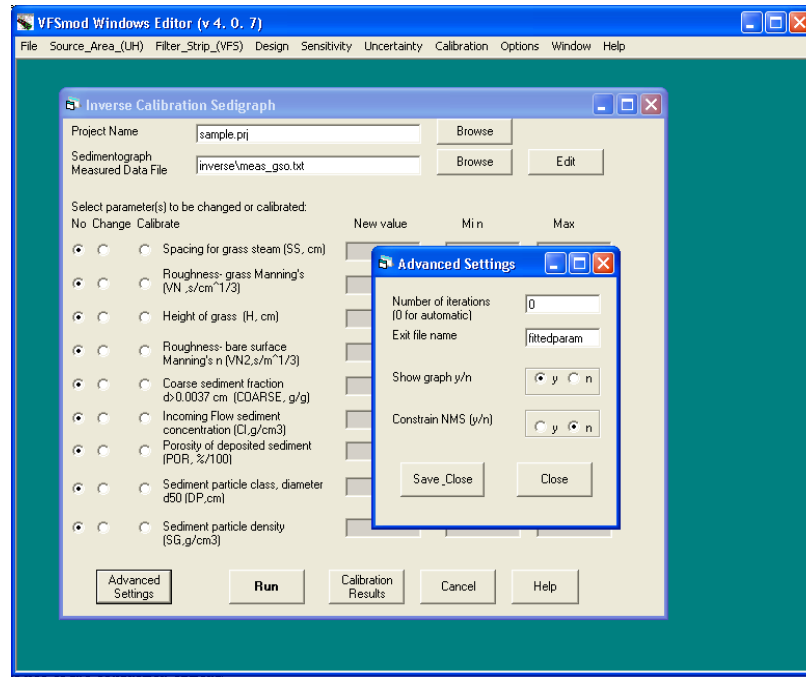 VFSmod Windows Editor (v 4. 0. 7)
File Source_Area_(UH) Filter_Strip_(VFS) Design Sensitivity Uncertainty Calibration Options Window Help
Inverse Calibration Sedigraph
Project Name sample.prj Browse
Sedimentograph
Measured Data File inverse\meas_gso.txt Browse Edit
Select parameter(s) to be changed or calibrated:
No Change Calibrate New value Min Max
Spacing for grass steam (SS, cm)
Roughness- grass Manning's
(VN ,s/cm^1/3)
Height of grass (H, cm)
Roughness- bare surface
Manning's n (VN2,s/m^1/3)
Coarse sediment fraction
d>0.0037 cm (COARSE, g/g)
Incoming Flow sediment
concentration (CI,g/cm3)
Porosity of deposited sediment
(POR, %/100)
Sediment particle class, diameter
d50 (DP,cm)
Sediment particle density
(SG,g/cm3)
Advanced Settings
Number of iterations
(0 for automatic) 0
Exit file name fittedparam
Show graph y/n y n
Constrain NMS (y/n) y n
Save_Close Close
Advanced
Settings
Run
Calibration
Results
Cancel
Help